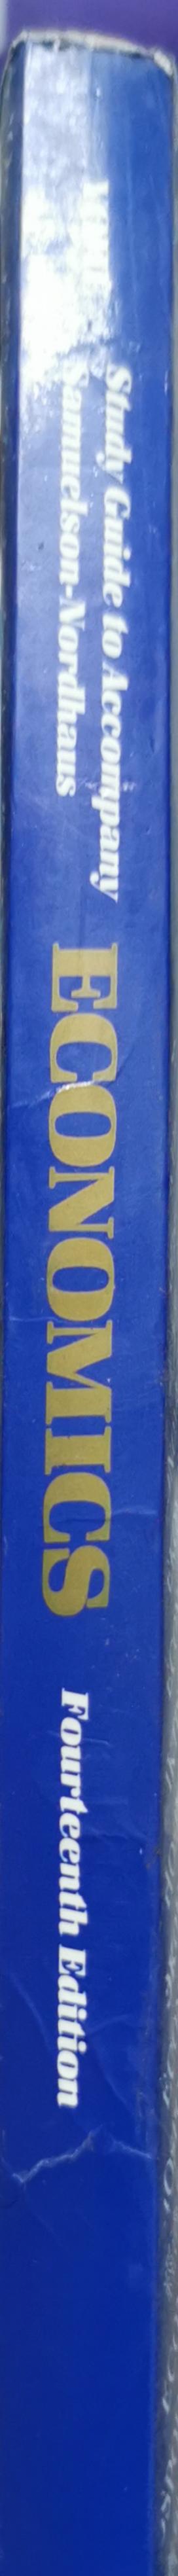 Study Guide to Accompany
Samuelson-Nordhaus
ECONOMICS
Fourteenth Edition